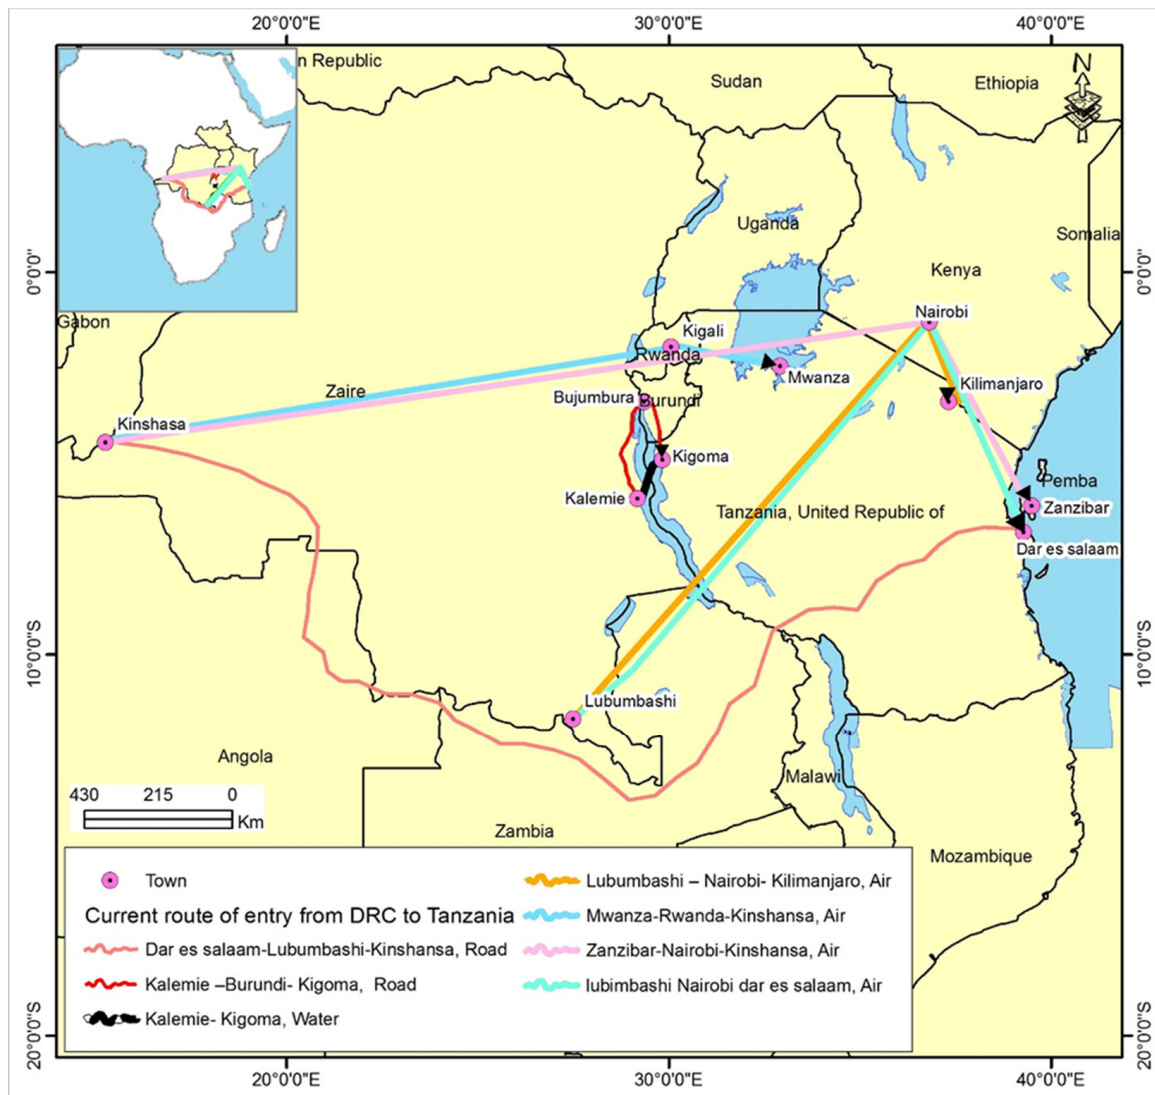 20°0'0"E 30°0'0"E 40°0'0"E
n Republic
Sudan
Ethiopia
N
Uganda
Somalia
0°0'0"
0°0'0"
Kenya
Gabon
Nairobi
Kigali
Rwanda
Mwanza
Kilimanjaro
Zaire
Bujumbura
Burundi
Kinshasa
Kigoma
Pemba
Kalemie
Zanzibar
Tanzania, United Republic of
Dar es salaam
10°0'0"S
10°0'0"S
Lubumbashi
Angola
Malawi
430 215 0
Km
Zambia
Mozambique
Town
Current route of entry from DRC to Tanzania
Dar es salaam-Lubumbashi-Kinshansa, Road
Kalemie –Burundi- Kigoma, Road
Kalemie- Kigoma, Water
Lubumbashi – Nairobi- Kilimanjaro, Air
Mwanza-Rwanda-Kinshansa, Air
Zanzibar-Nairobi-Kinshansa, Air
lubimbashi Nairobi dar es salaam, Air
20°0'0"S
20°0'0"S
20°0'0"E 30°0'0"E 40°0'0"E